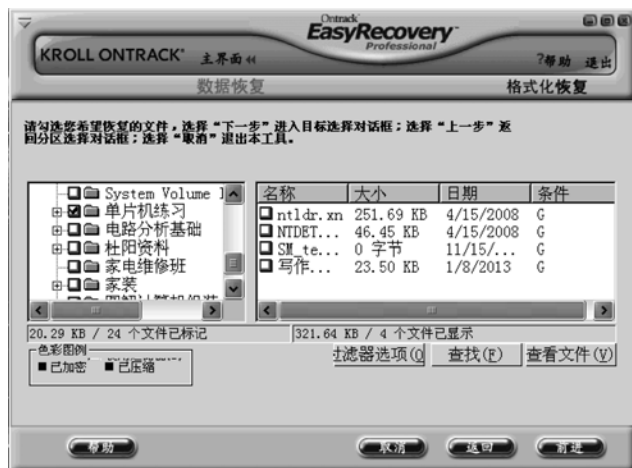 Ontrack®
EasyRecovery™
Professional
KROLL ONTRACK®
主界面
?帮助 退出
数据恢复
格式化恢复
请勾选您希望恢复的文件，选择“下一步”进入目标选择对话框；选择“上一步”返
回分区选择对话框；选择“取消”退出本工具。
System Volume I
单片机练习
电路分析基础
杜阳资料
家电维修班
家装
名称 大小 日期 条件
ntldr.xn 251.69 KB 4/15/2008 G
NTDET... 46.45 KB 4/15/2008 G
SM_te... 0 字节 11/15/... G
写作... 23.50 KB 1/8/2013 G
20.29 KB / 24 个文件已标记
321.64 KB / 4 个文件已显示
色彩图例
已加密 已压缩
过滤器选项(O 查找(F) 查看文件(V)
帮助 取消 返回 前进